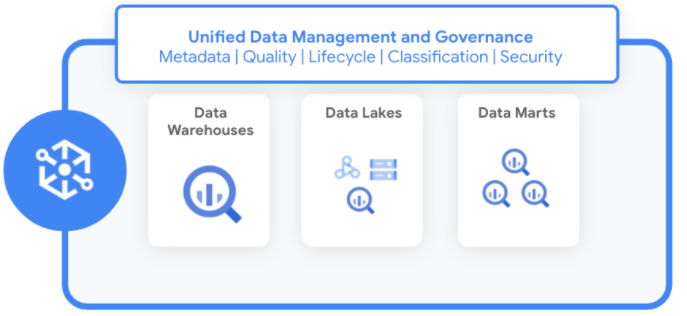 Unified Data Management and Governance
Metadata | Quality | Lifecycle | Classification | Security
Data
Warehouses
Data Lakes
Data Marts